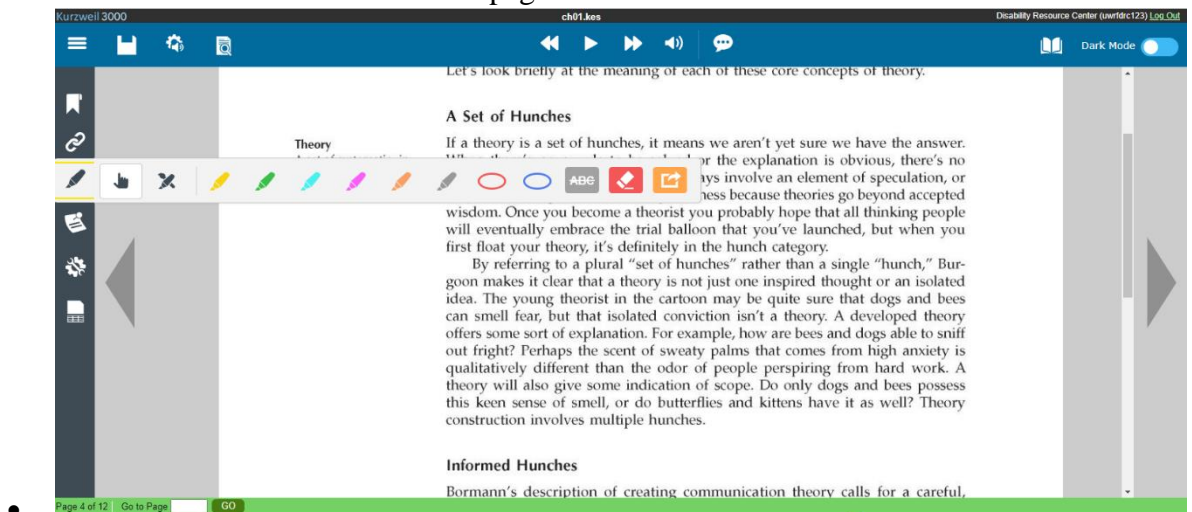 pag
Kurzweil 3000
ch01.kes
Disability Resource Center (uwrfdrc123) Log Out
Dark Mode
Let's look briefly at the meaning of each of these core concepts of theory.
A Set of Hunches
Theory
If a theory is a set of hunches, it means we aren't yet sure we have the answer.
or the explanation is obvious, there's no
ABC
ys involve an element of speculation, or
ness because theories go beyond accepted
wisdom. Once you become a theorist you probably hope that all thinking people
will eventually embrace the trial balloon that you've launched, but when you
first float your theory, it's definitely in the hunch category.
By referring to a plural “set of hunches” rather than a single “hunch,” Bur-
goon makes it clear that a theory is not just one inspired thought or an isolated
idea. The young theorist in the cartoon may be quite sure that dogs and bees
can smell fear, but that isolated conviction isn't a theory. A developed theory
offers some sort of explanation. For example, how are bees and dogs able to sniff
out fright? Perhaps the scent of sweaty palms that comes from high anxiety is
qualitatively different than the odor of people perspiring from hard work. A
theory will also give some indication of scope. Do only dogs and bees possess
this keen sense of smell, or do butterflies and kittens have it as well? Theory
construction involves multiple hunches.
Informed Hunches
Bormann's description of creating communication theory calls for a careful,
Page 4 of 12 Go to Page GO